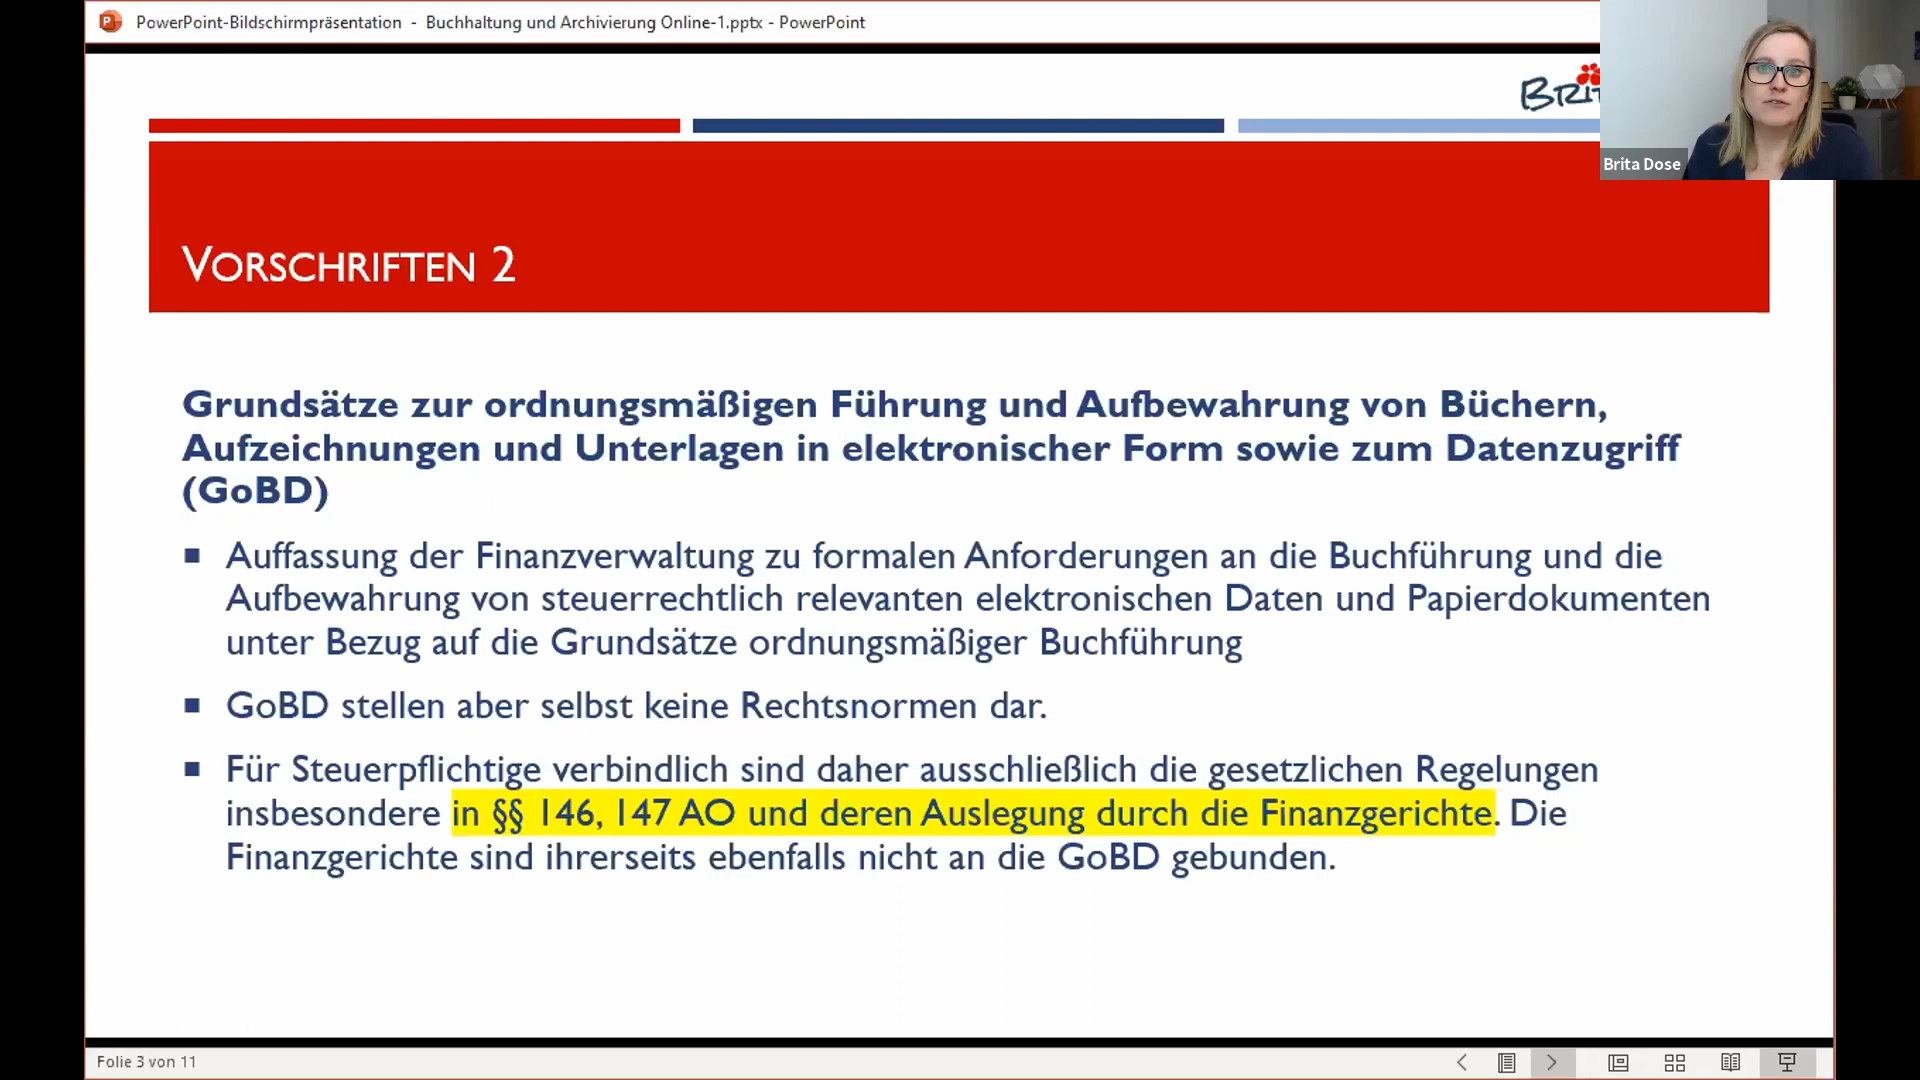 PowerPoint-Bildschirmpräsentation - Buchhaltung und Archivierung Online-1.pptx - PowerPoint
Brita Dose
VORSCHRIFTEN 2
Grundsätze zur ordnungsmäßigen Führung und Aufbewahrung von Büchern,
Aufzeichnungen und Unterlagen in elektronischer Form sowie zum Datenzugriff
(GoBD)
Auffassung der Finanzverwaltung zu formalen Anforderungen an die Buchführung und die
Aufbewahrung von steuerrechtlich relevanten elektronischen Daten und Papierdokumenten
unter Bezug auf die Grundsätze ordnungsmäßiger Buchführung
GoBD stellen aber selbst keine Rechtsnormen dar.
Für Steuerpflichtige verbindlich sind daher ausschließlich die gesetzlichen Regelungen
insbesondere in §§ 146, 147 AO und deren Auslegung durch die Finanzgerichte. Die
Finanzgerichte sind ihrerseits ebenfalls nicht an die GoBD gebunden.
Folie 3 von 11